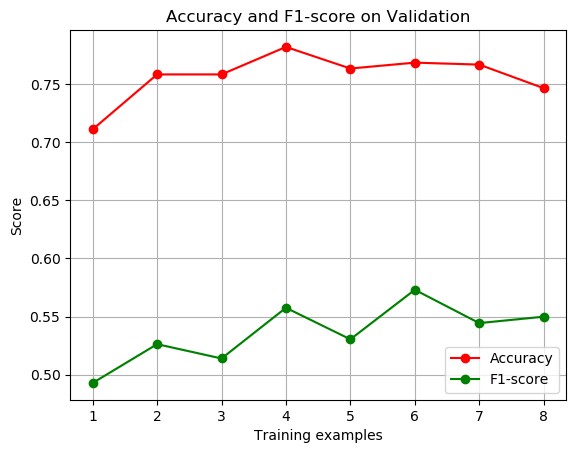 Accuracy and F1-score on Validation
Score
0.75
0.70
0.65
0.60
0.55
0.50
Accuracy
F1-score
1 2 3 4 5 6 7 8
Training examples